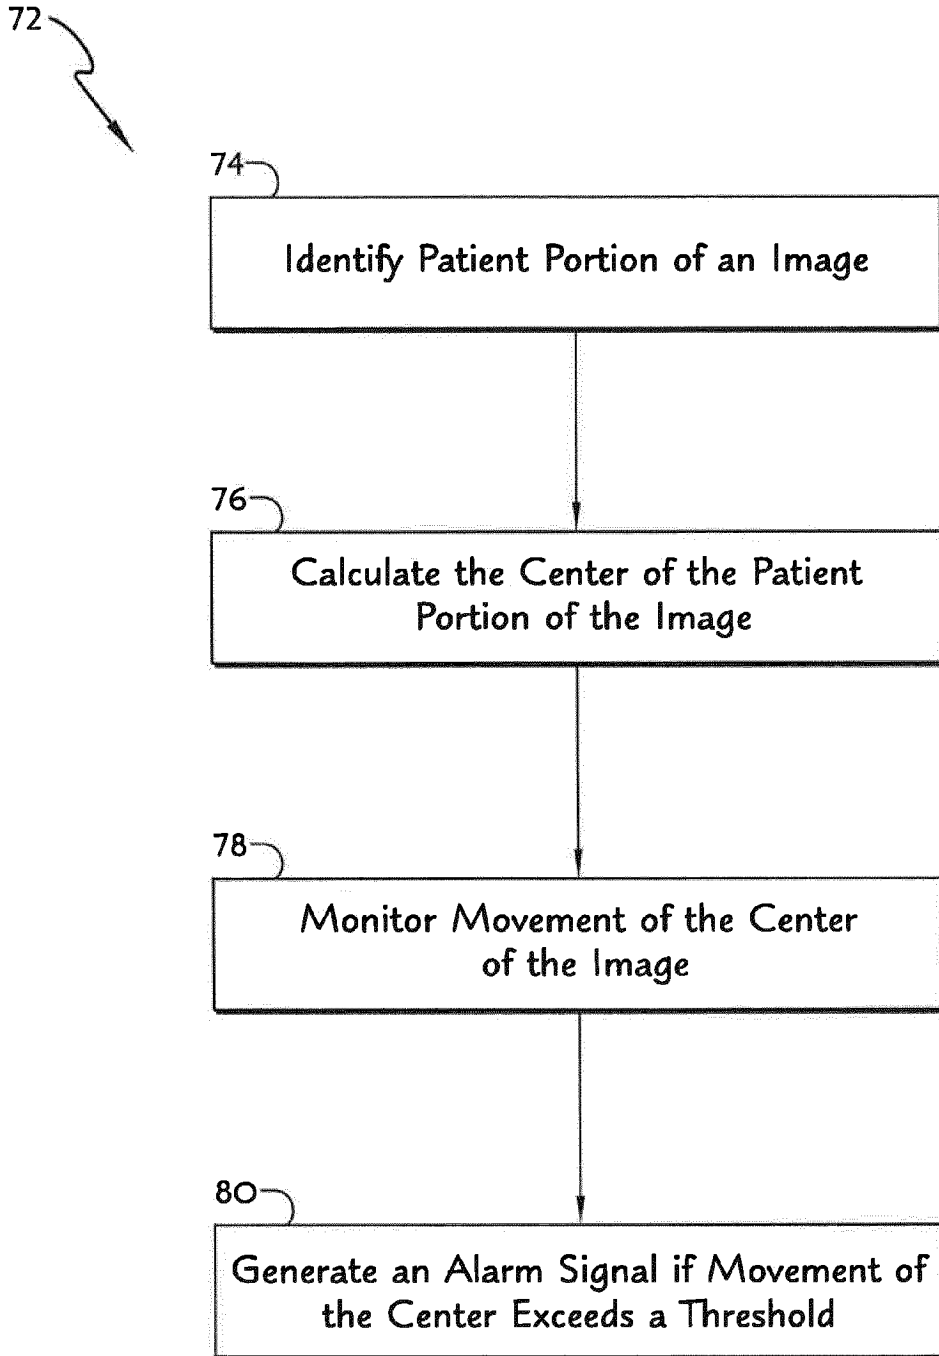 72
74
Identify Patient Portion of an Image
76
Calculate the Center of the Patient
Portion of the Image
78
Monitor Movement of the Center
of the Image
80
Generate an Alarm Signal if Movement of
the Center Exceeds a Threshold